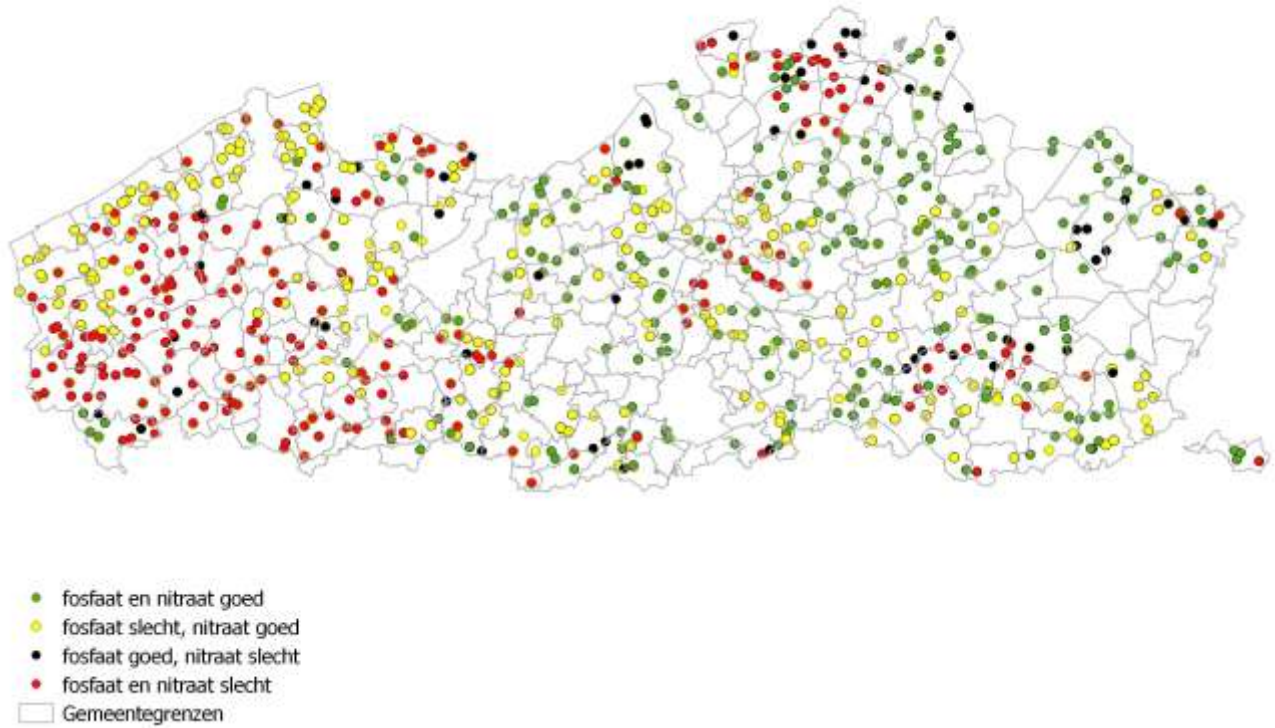 fosfaat en nitraat goed
fosfaat slecht, nitraat goed
fosfaat goed, nitraat slecht
fosfaat en nitraat slecht
Gemeentegrenzen